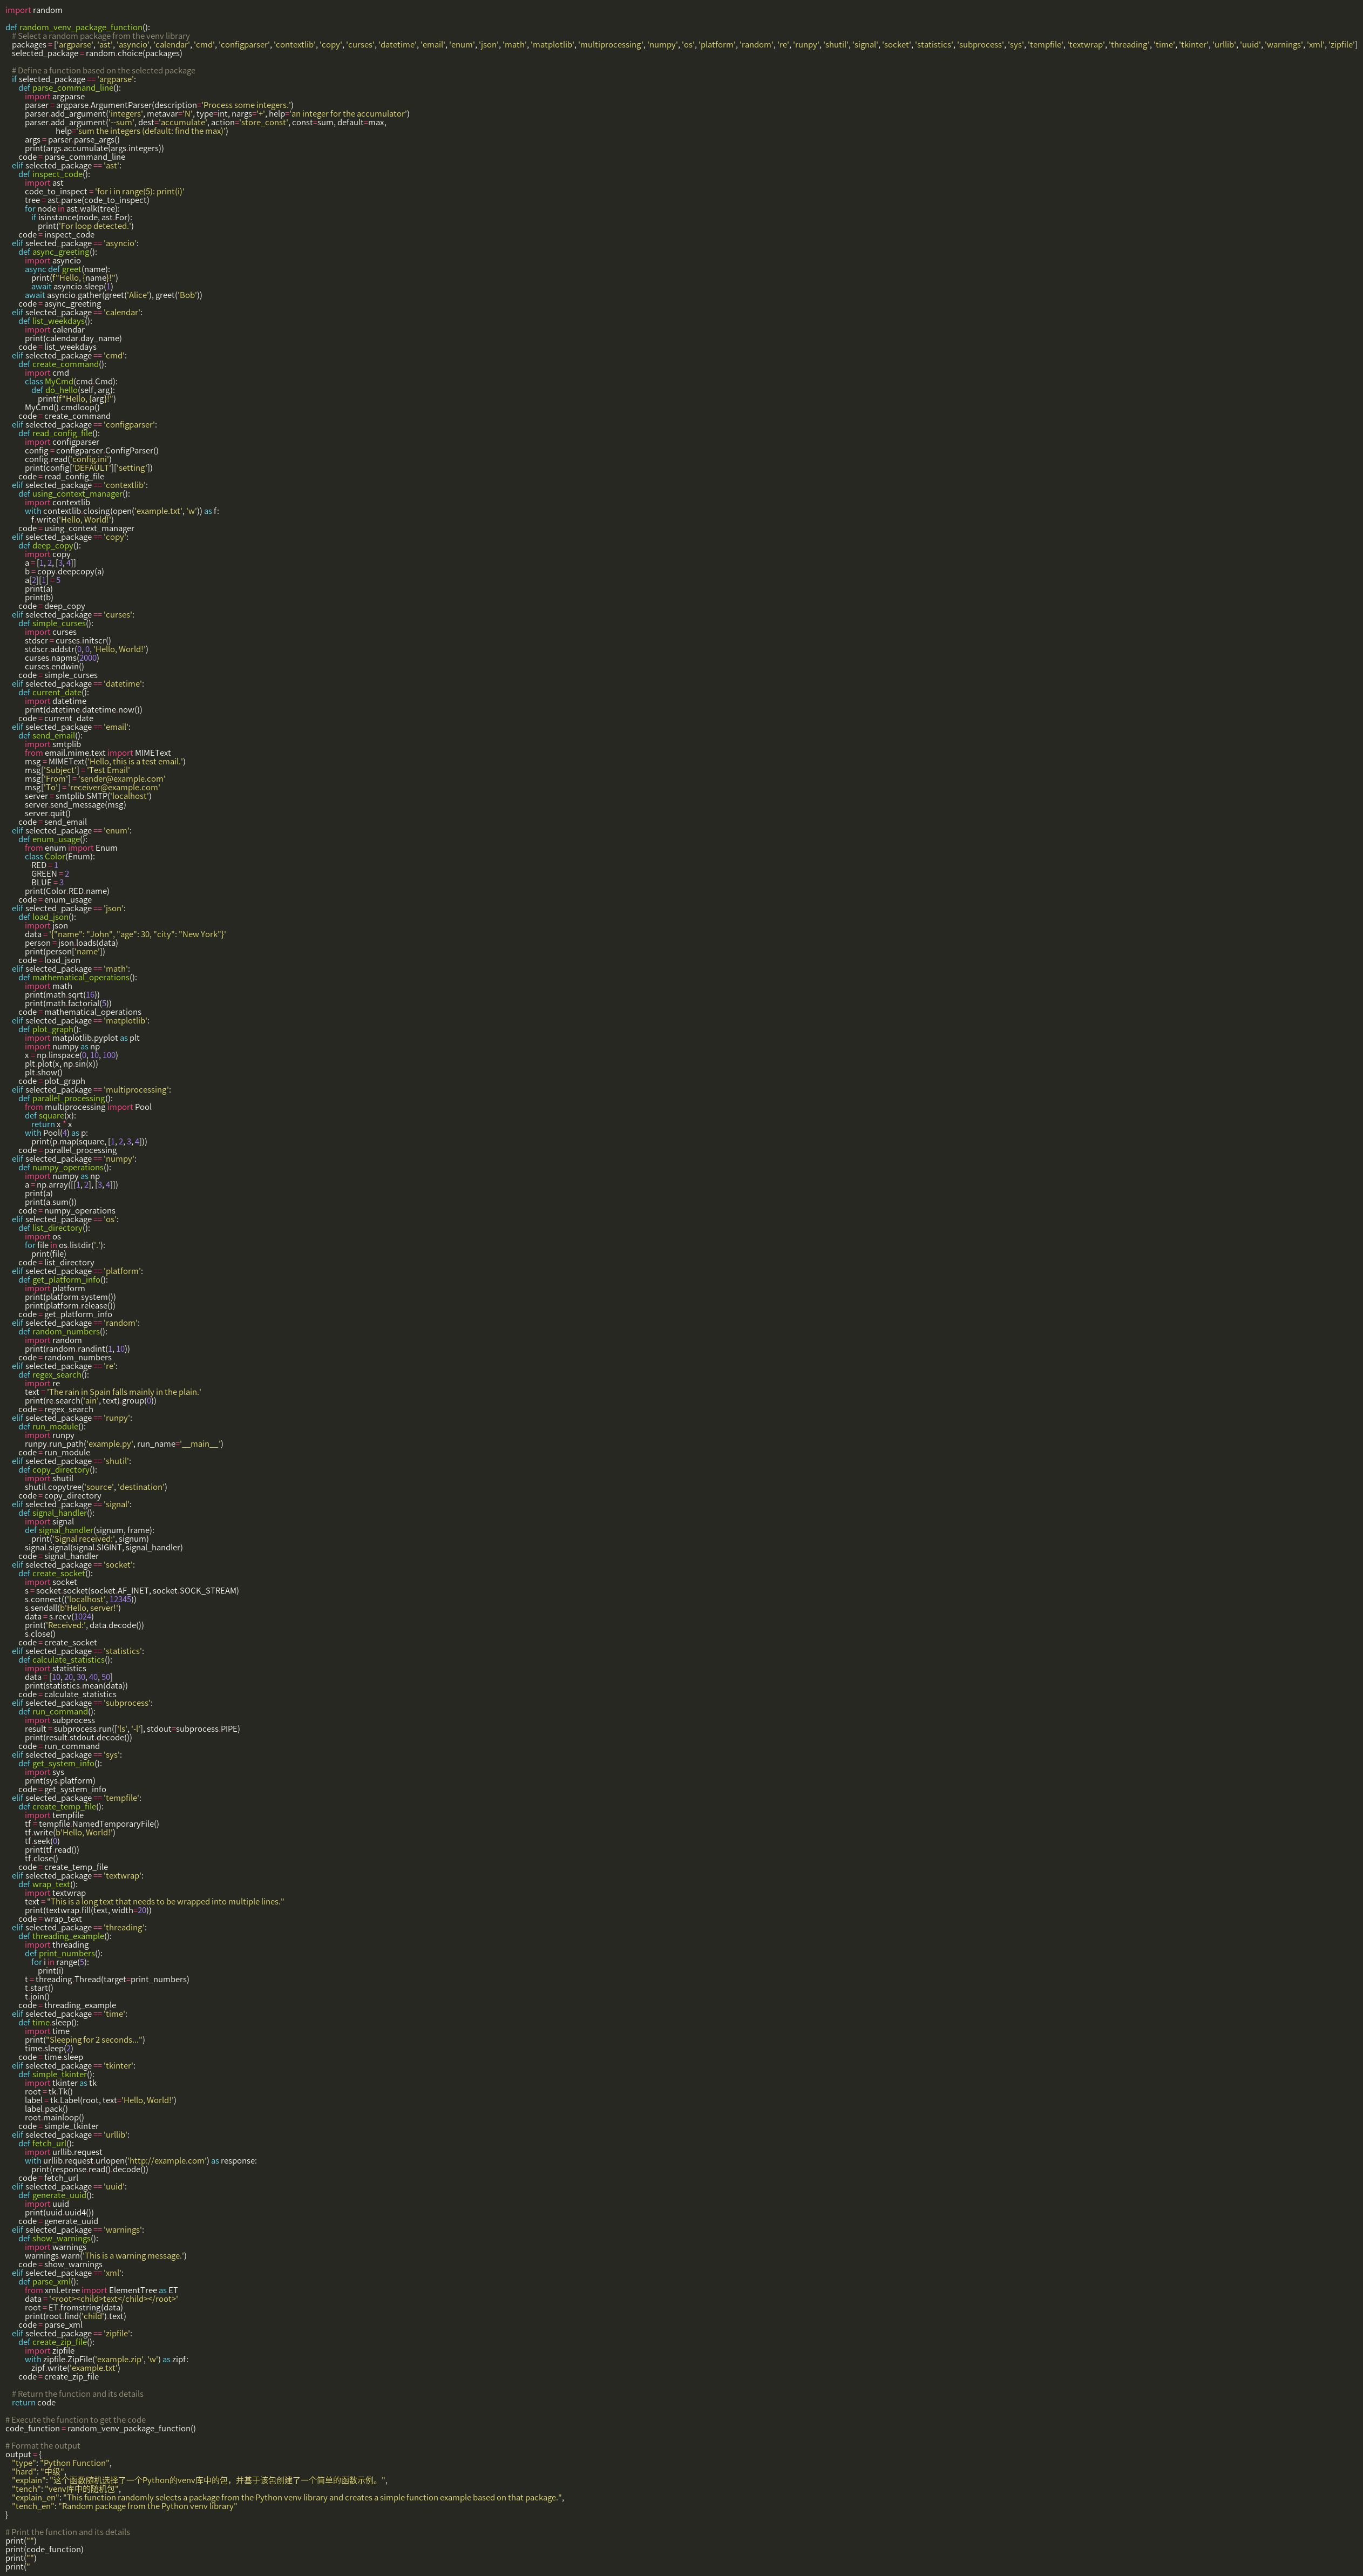 import random

def random_venv_package_function():
    # Select a random package from the venv library
    packages = ['argparse', 'ast', 'asyncio', 'calendar', 'cmd', 'configparser', 'contextlib', 'copy', 'curses', 'datetime', 'email', 'enum', 'json', 'math', 'matplotlib', 'multiprocessing', 'numpy', 'os', 'platform', 'random', 're', 'runpy', 'shutil', 'signal', 'socket', 'statistics', 'subprocess', 'sys', 'tempfile', 'textwrap', 'threading', 'time', 'tkinter', 'urllib', 'uuid', 'warnings', 'xml', 'zipfile']
    selected_package = random.choice(packages)

    # Define a function based on the selected package
    if selected_package == 'argparse':
        def parse_command_line():
            import argparse
            parser = argparse.ArgumentParser(description='Process some integers.')
            parser.add_argument('integers', metavar='N', type=int, nargs='+', help='an integer for the accumulator')
            parser.add_argument('--sum', dest='accumulate', action='store_const', const=sum, default=max,
                                help='sum the integers (default: find the max)')
            args = parser.parse_args()
            print(args.accumulate(args.integers))
        code = parse_command_line
    elif selected_package == 'ast':
        def inspect_code():
            import ast
            code_to_inspect = 'for i in range(5): print(i)'
            tree = ast.parse(code_to_inspect)
            for node in ast.walk(tree):
                if isinstance(node, ast.For):
                    print('For loop detected.')
        code = inspect_code
    elif selected_package == 'asyncio':
        def async_greeting():
            import asyncio
            async def greet(name):
                print(f"Hello, {name}!")
                await asyncio.sleep(1)
            await asyncio.gather(greet('Alice'), greet('Bob'))
        code = async_greeting
    elif selected_package == 'calendar':
        def list_weekdays():
            import calendar
            print(calendar.day_name)
        code = list_weekdays
    elif selected_package == 'cmd':
        def create_command():
            import cmd
            class MyCmd(cmd.Cmd):
                def do_hello(self, arg):
                    print(f"Hello, {arg}!")
            MyCmd().cmdloop()
        code = create_command
    elif selected_package == 'configparser':
        def read_config_file():
            import configparser
            config = configparser.ConfigParser()
            config.read('config.ini')
            print(config['DEFAULT']['setting'])
        code = read_config_file
    elif selected_package == 'contextlib':
        def using_context_manager():
            import contextlib
            with contextlib.closing(open('example.txt', 'w')) as f:
                f.write('Hello, World!')
        code = using_context_manager
    elif selected_package == 'copy':
        def deep_copy():
            import copy
            a = [1, 2, [3, 4]]
            b = copy.deepcopy(a)
            a[2][1] = 5
            print(a)
            print(b)
        code = deep_copy
    elif selected_package == 'curses':
        def simple_curses():
            import curses
            stdscr = curses.initscr()
            stdscr.addstr(0, 0, 'Hello, World!')
            curses.napms(2000)
            curses.endwin()
        code = simple_curses
    elif selected_package == 'datetime':
        def current_date():
            import datetime
            print(datetime.datetime.now())
        code = current_date
    elif selected_package == 'email':
        def send_email():
            import smtplib
            from email.mime.text import MIMEText
            msg = MIMEText('Hello, this is a test email.')
            msg['Subject'] = 'Test Email'
            msg['From'] = 'sender@example.com'
            msg['To'] = 'receiver@example.com'
            server = smtplib.SMTP('localhost')
            server.send_message(msg)
            server.quit()
        code = send_email
    elif selected_package == 'enum':
        def enum_usage():
            from enum import Enum
            class Color(Enum):
                RED = 1
                GREEN = 2
                BLUE = 3
            print(Color.RED.name)
        code = enum_usage
    elif selected_package == 'json':
        def load_json():
            import json
            data = '{"name": "John", "age": 30, "city": "New York"}'
            person = json.loads(data)
            print(person['name'])
        code = load_json
    elif selected_package == 'math':
        def mathematical_operations():
            import math
            print(math.sqrt(16))
            print(math.factorial(5))
        code = mathematical_operations
    elif selected_package == 'matplotlib':
        def plot_graph():
            import matplotlib.pyplot as plt
            import numpy as np
            x = np.linspace(0, 10, 100)
            plt.plot(x, np.sin(x))
            plt.show()
        code = plot_graph
    elif selected_package == 'multiprocessing':
        def parallel_processing():
            from multiprocessing import Pool
            def square(x):
                return x * x
            with Pool(4) as p:
                print(p.map(square, [1, 2, 3, 4]))
        code = parallel_processing
    elif selected_package == 'numpy':
        def numpy_operations():
            import numpy as np
            a = np.array([[1, 2], [3, 4]])
            print(a)
            print(a.sum())
        code = numpy_operations
    elif selected_package == 'os':
        def list_directory():
            import os
            for file in os.listdir('.'):
                print(file)
        code = list_directory
    elif selected_package == 'platform':
        def get_platform_info():
            import platform
            print(platform.system())
            print(platform.release())
        code = get_platform_info
    elif selected_package == 'random':
        def random_numbers():
            import random
            print(random.randint(1, 10))
        code = random_numbers
    elif selected_package == 're':
        def regex_search():
            import re
            text = 'The rain in Spain falls mainly in the plain.'
            print(re.search('ain', text).group(0))
        code = regex_search
    elif selected_package == 'runpy':
        def run_module():
            import runpy
            runpy.run_path('example.py', run_name='__main__')
        code = run_module
    elif selected_package == 'shutil':
        def copy_directory():
            import shutil
            shutil.copytree('source', 'destination')
        code = copy_directory
    elif selected_package == 'signal':
        def signal_handler():
            import signal
            def signal_handler(signum, frame):
                print('Signal received:', signum)
            signal.signal(signal.SIGINT, signal_handler)
        code = signal_handler
    elif selected_package == 'socket':
        def create_socket():
            import socket
            s = socket.socket(socket.AF_INET, socket.SOCK_STREAM)
            s.connect(('localhost', 12345))
            s.sendall(b'Hello, server!')
            data = s.recv(1024)
            print('Received:', data.decode())
            s.close()
        code = create_socket
    elif selected_package == 'statistics':
        def calculate_statistics():
            import statistics
            data = [10, 20, 30, 40, 50]
            print(statistics.mean(data))
        code = calculate_statistics
    elif selected_package == 'subprocess':
        def run_command():
            import subprocess
            result = subprocess.run(['ls', '-l'], stdout=subprocess.PIPE)
            print(result.stdout.decode())
        code = run_command
    elif selected_package == 'sys':
        def get_system_info():
            import sys
            print(sys.platform)
        code = get_system_info
    elif selected_package == 'tempfile':
        def create_temp_file():
            import tempfile
            tf = tempfile.NamedTemporaryFile()
            tf.write(b'Hello, World!')
            tf.seek(0)
            print(tf.read())
            tf.close()
        code = create_temp_file
    elif selected_package == 'textwrap':
        def wrap_text():
            import textwrap
            text = "This is a long text that needs to be wrapped into multiple lines."
            print(textwrap.fill(text, width=20))
        code = wrap_text
    elif selected_package == 'threading':
        def threading_example():
            import threading
            def print_numbers():
                for i in range(5):
                    print(i)
            t = threading.Thread(target=print_numbers)
            t.start()
            t.join()
        code = threading_example
    elif selected_package == 'time':
        def time.sleep():
            import time
            print("Sleeping for 2 seconds...")
            time.sleep(2)
        code = time.sleep
    elif selected_package == 'tkinter':
        def simple_tkinter():
            import tkinter as tk
            root = tk.Tk()
            label = tk.Label(root, text='Hello, World!')
            label.pack()
            root.mainloop()
        code = simple_tkinter
    elif selected_package == 'urllib':
        def fetch_url():
            import urllib.request
            with urllib.request.urlopen('http://example.com') as response:
                print(response.read().decode())
        code = fetch_url
    elif selected_package == 'uuid':
        def generate_uuid():
            import uuid
            print(uuid.uuid4())
        code = generate_uuid
    elif selected_package == 'warnings':
        def show_warnings():
            import warnings
            warnings.warn('This is a warning message.')
        code = show_warnings
    elif selected_package == 'xml':
        def parse_xml():
            from xml.etree import ElementTree as ET
            data = '<root><child>text</child></root>'
            root = ET.fromstring(data)
            print(root.find('child').text)
        code = parse_xml
    elif selected_package == 'zipfile':
        def create_zip_file():
            import zipfile
            with zipfile.ZipFile('example.zip', 'w') as zipf:
                zipf.write('example.txt')
        code = create_zip_file

    # Return the function and its details
    return code

# Execute the function to get the code
code_function = random_venv_package_function()

# Format the output
output = {
    "type": "Python Function",
    "hard": "中级",
    "explain": "这个函数随机选择了一个Python的venv库中的包，并基于该包创建了一个简单的函数示例。",
    "tench": "venv库中的随机包",
    "explain_en": "This function randomly selects a package from the Python venv library and creates a simple function example based on that package.",
    "tench_en": "Random package from the Python venv library"
}

# Print the function and its details
print("")
print(code_function)
print("")
print("